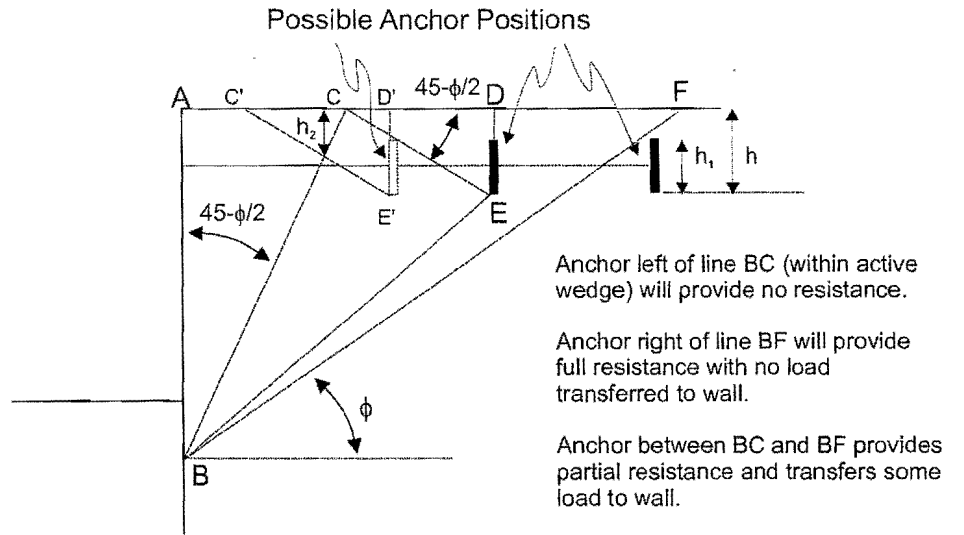 Possible Anchor Positions
A
C'
C
D'
45-ϕ/2
D
F
h₂
h₁
h
E'
E
45-ϕ/2
Anchor left of line BC (within active
wedge) will provide no resistance.
Anchor right of line BF will provide
full resistance with no load
transferred to wall.
ϕ
Anchor between BC and BF provides
partial resistance and transfers some
load to wall.
B